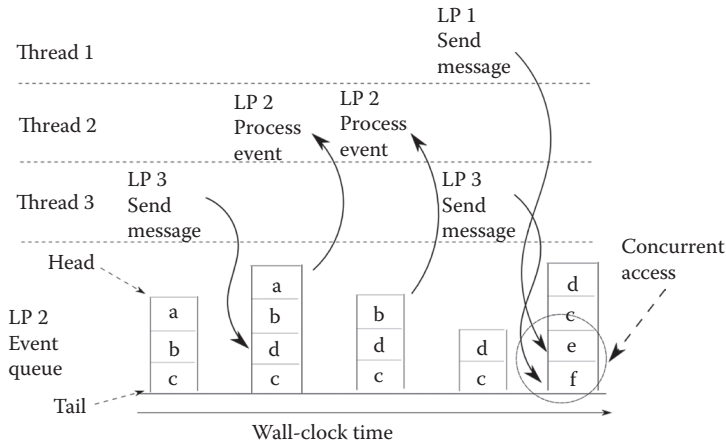 LP 1
Send
message
Thread 1
LP 2
Process
event
LP 2
Process
event
Thread 2
LP 3
Send
message
LP 3
Send
message
Thread 3
Concurrent
access
Head
LP 2
Event
queue
Tail
a
b
c
a
b
d
c
b
d
c
d
c
d
c
e
f
Wall-clock time